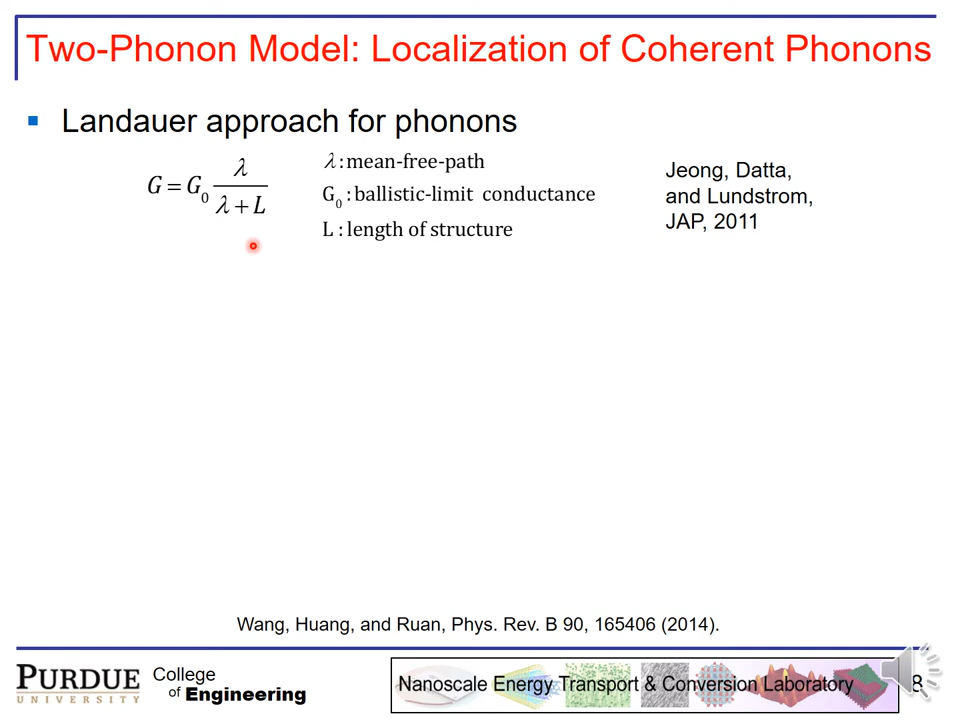 Two-Phonon Model: Localization of Coherent Phonons
▪ Landauer approach for phonons
G = G₀ λ / (λ + L)
λ : mean-free-path
G₀ : ballistic-limit conductance
L : length of structure
Jeong, Datta,
and Lundstrom,
JAP, 2011
Wang, Huang, and Ruan, Phys. Rev. B 90, 165406 (2014).
PURDUE
UNIVERSITY
College
of Engineering
Nanoscale Energy Transport & Conversion Laboratory
8